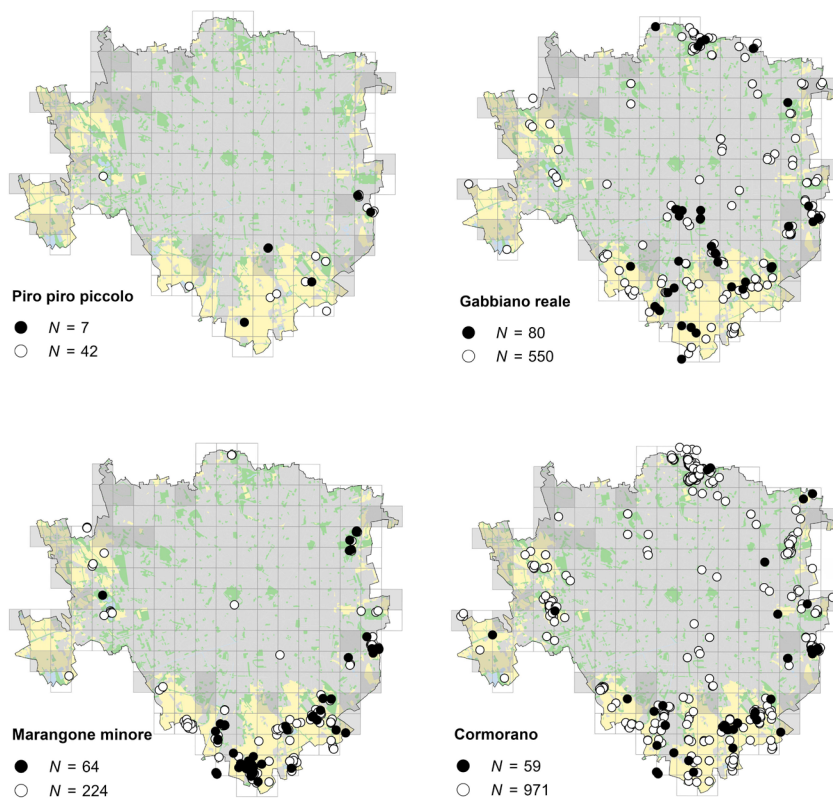 Piro piro piccolo
N = 7
N = 42
Gabbiano reale
N = 80
N = 550
Marangone minore
N = 64
N = 224
Cormorano
N = 59
N = 971